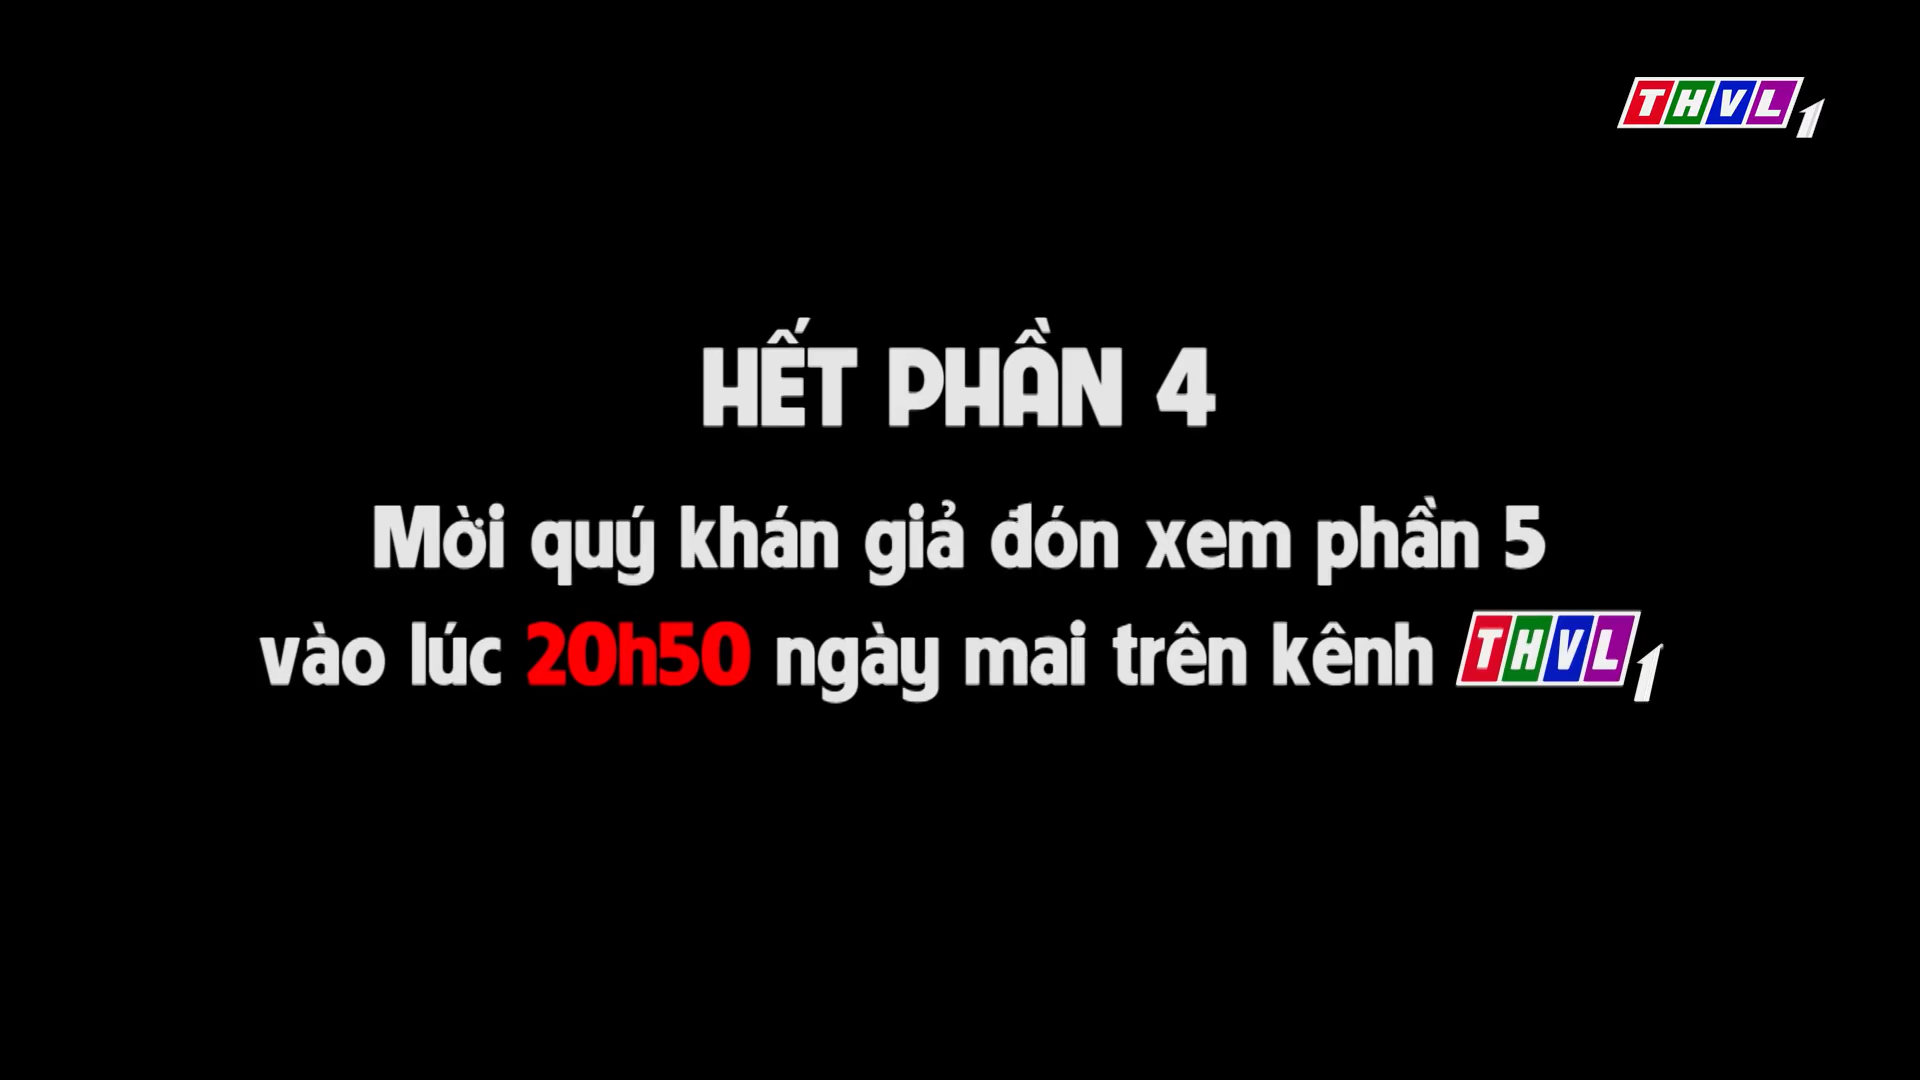 THVL1
HẾT PHẦN 4
Mời quý khán giả đón xem phần 5
vào lúc 20h50 ngày mai trên kênh THVL1